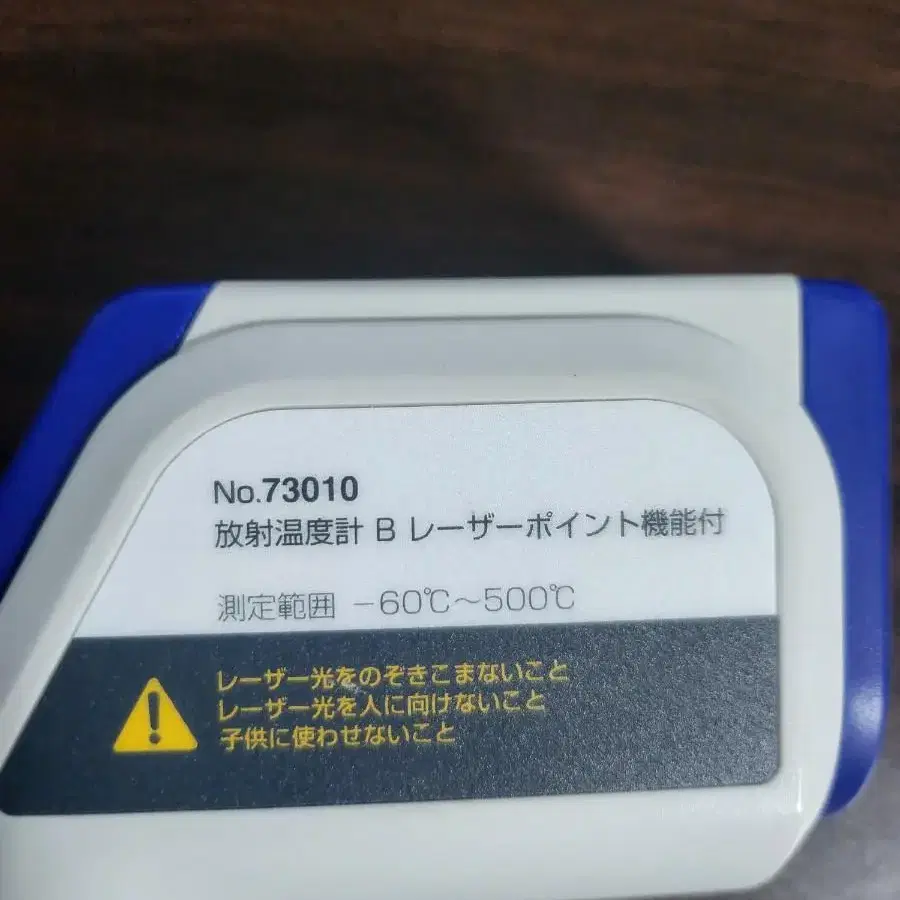 No.73010
放射温度計 B レーザーポイント機能付
測定範囲 －60℃～500℃
レーザー光をのぞきこまないこと
レーザー光を人に向けないこと
子供に使わせないこと